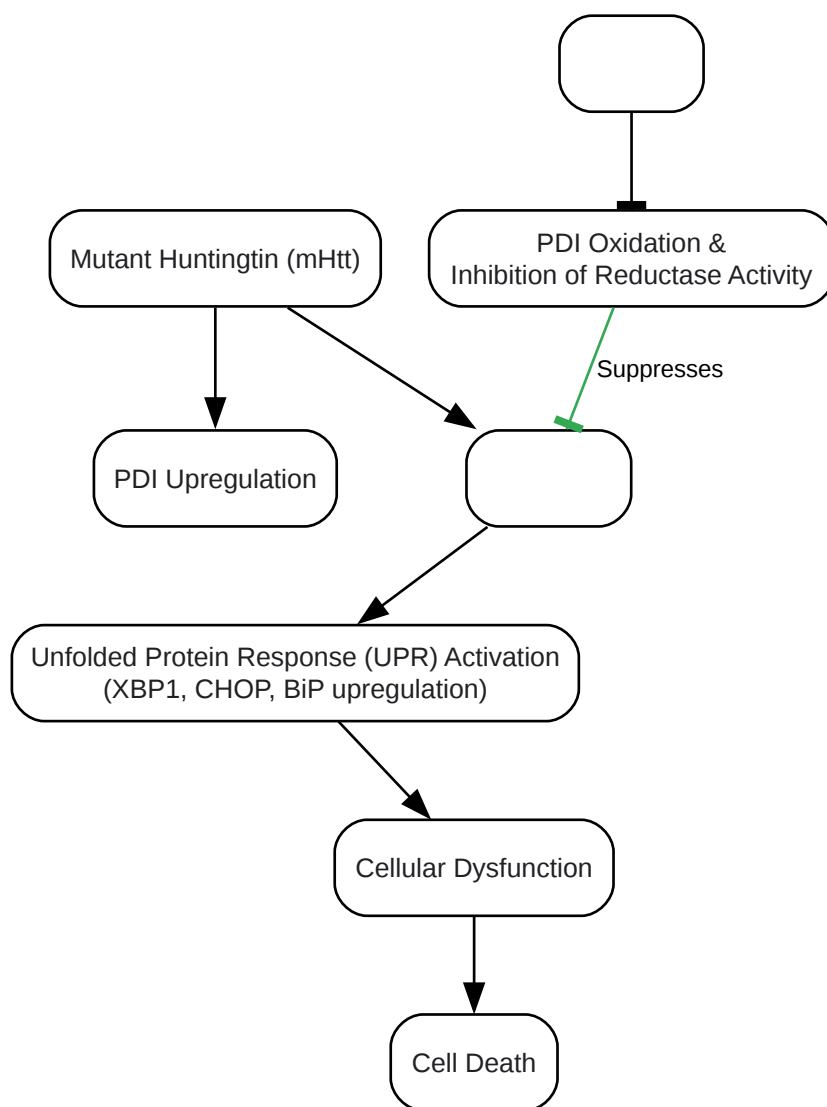 Mutant Huntingtin (mHtt)
PDI Oxidation &
Inhibition of Reductase Activity
Suppresses
PDI Upregulation
Unfolded Protein Response (UPR) Activation
(XBP1, CHOP, BiP upregulation)
Cellular Dysfunction
Cell Death